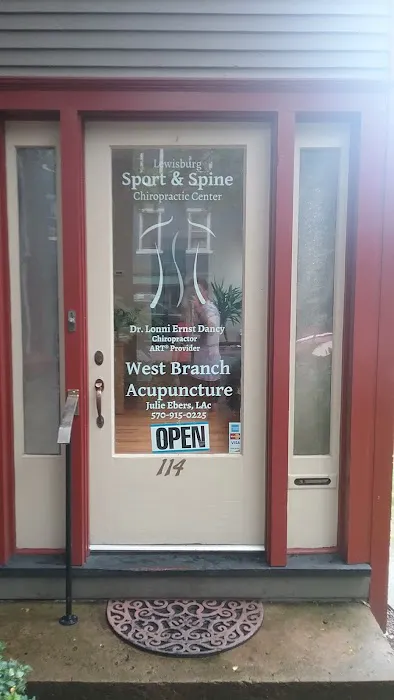 Lewisburg
Sport & Spine
Chiropractic Center
Dr. Lonni Ernst Dancy
Chiropractor
ART® Provider
West Branch
Acupuncture
Julie Ebers, LAc
570-915-0225
OPEN
114